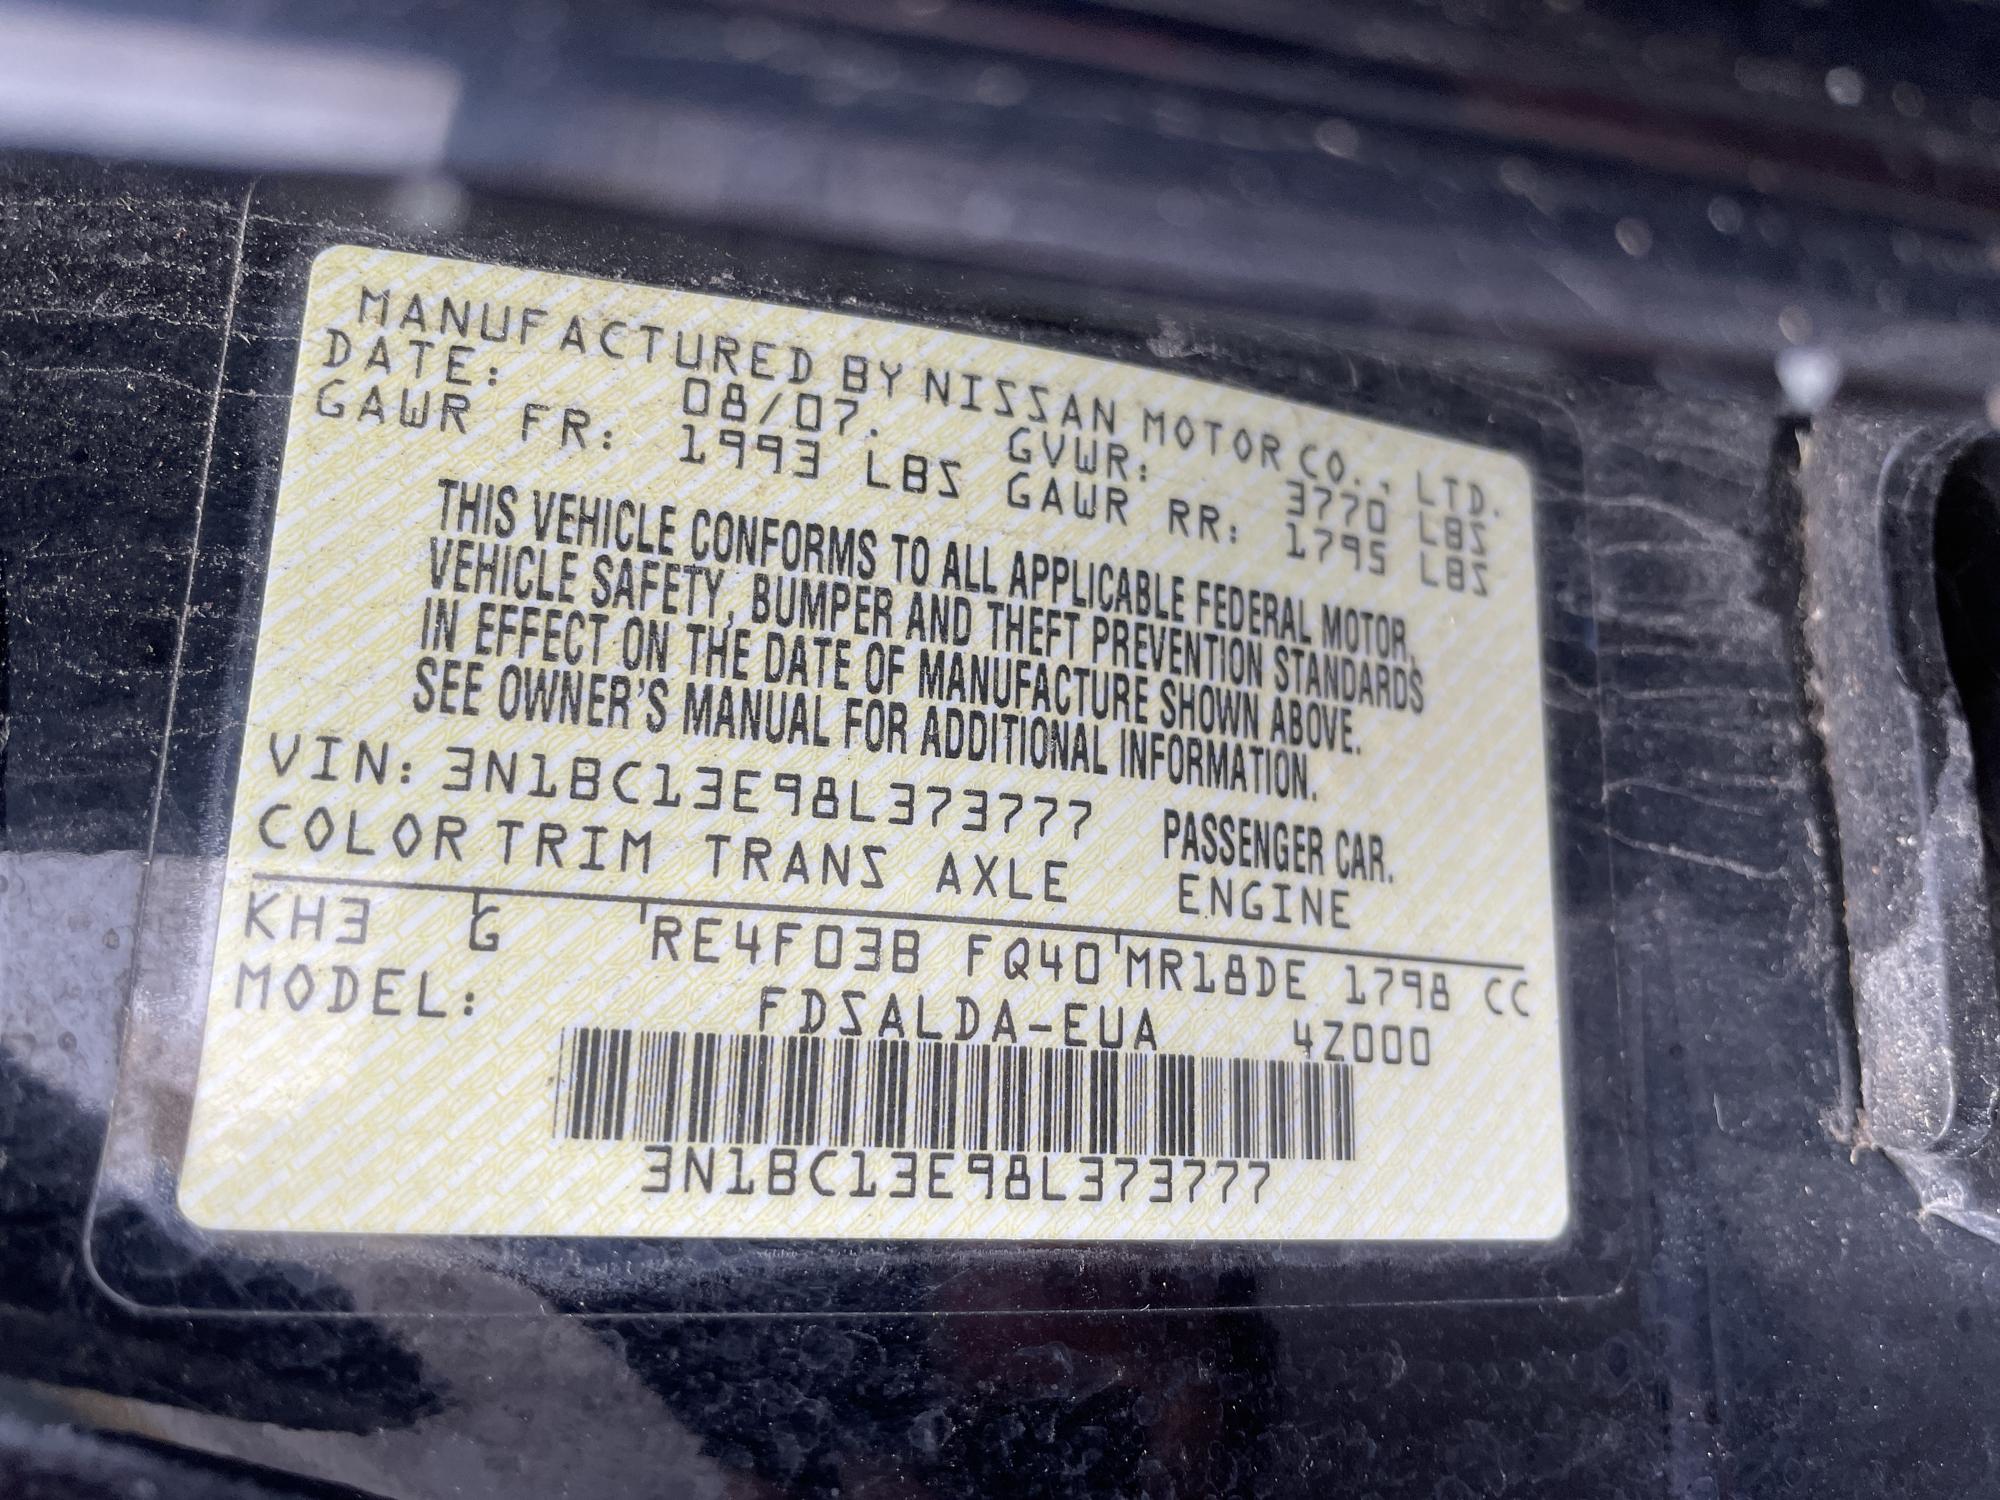 MANUFACTURED BY NISSAN MOTOR CO., LTD.
DATE: 08/07. GVWR: 3770 LBS
GAWR FR: 1993 LBS GAWR RR: 1795 LBS
THIS VEHICLE CONFORMS TO ALL APPLICABLE FEDERAL MOTOR
VEHICLE SAFETY, BUMPER AND THEFT PREVENTION STANDARDS
IN EFFECT ON THE DATE OF MANUFACTURE SHOWN ABOVE.
SEE OWNER'S MANUAL FOR ADDITIONAL INFORMATION.
VIN: 3N1BC13E98L373777 PASSENGER CAR.
COLOR TRIM TRANS AXLE ENGINE
KH3 G RE4F03B FQ40 MR18DE 1798 CC
MODEL: FDSALDA-EUA 4Z000
3N1BC13E98L373777